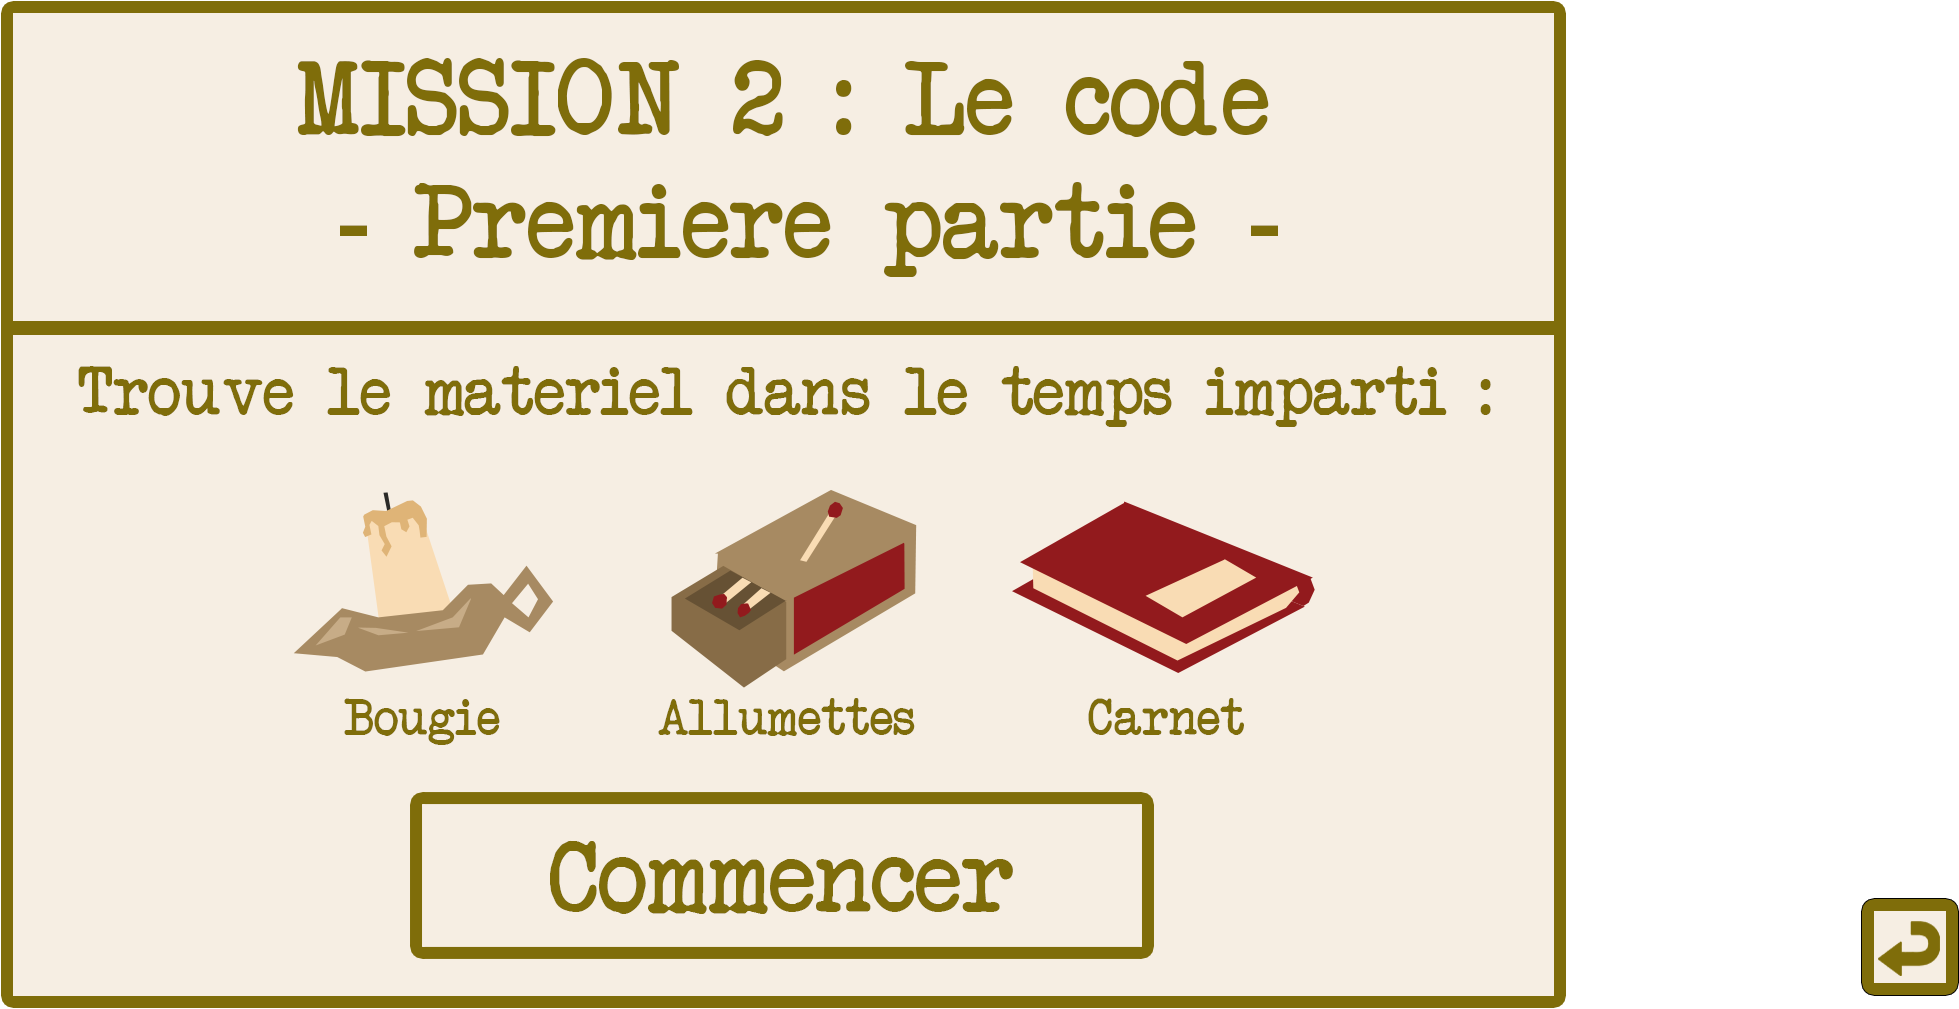 MISSION 2 : Le code
- Premiere partie -
Trouve le materiel dans le temps imparti :
Bougie Allumettes Carnet
Commencer